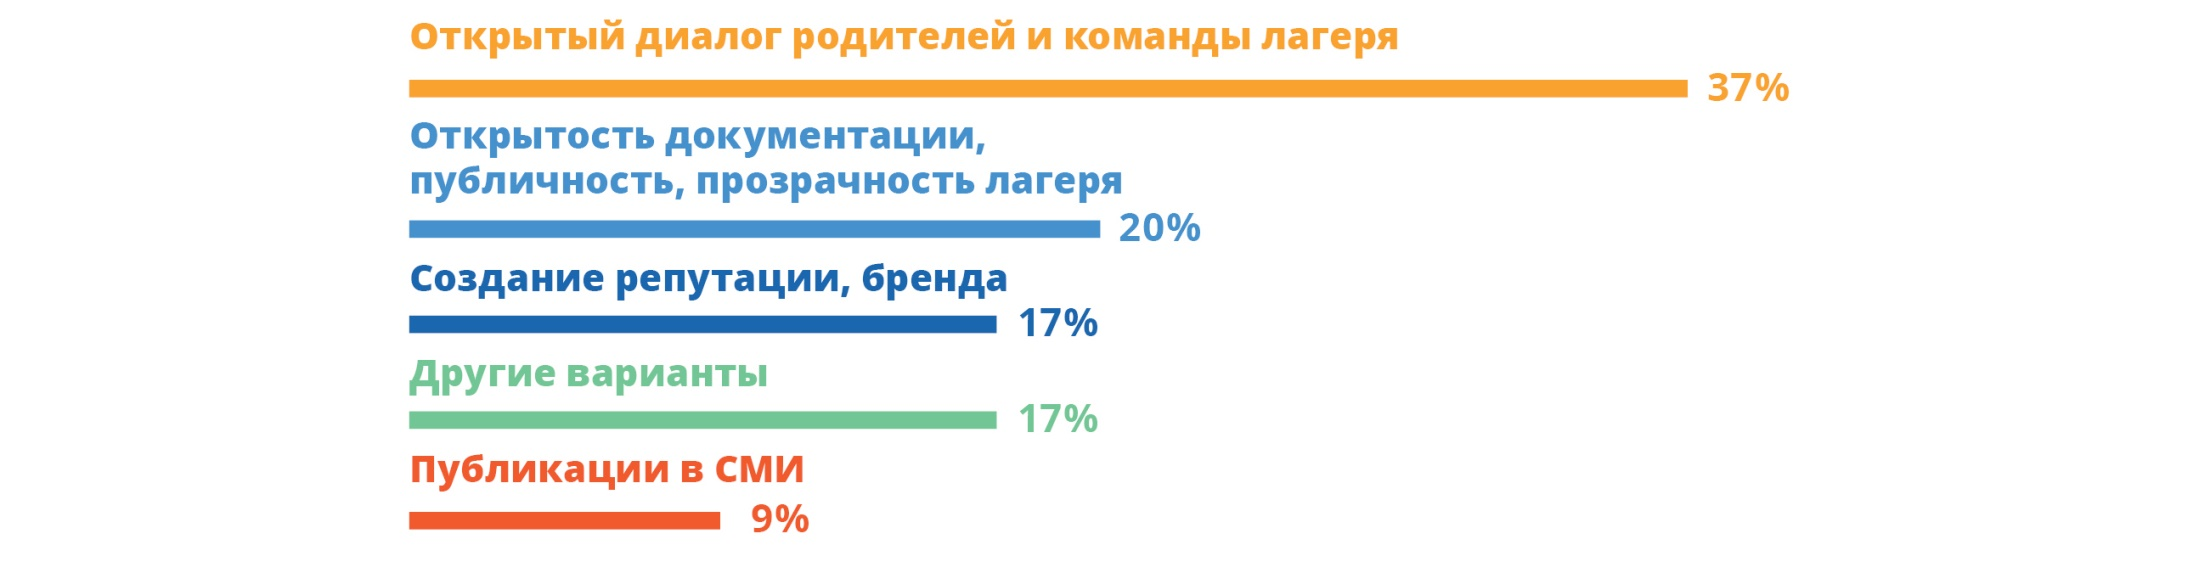 Открытый диалог родителей и команды лагеря
37%
Открытость документации,
публичность, прозрачность лагеря
20%
Создание репутации, бренда
17%
Другие варианты
17%
Публикации в СМИ
9%